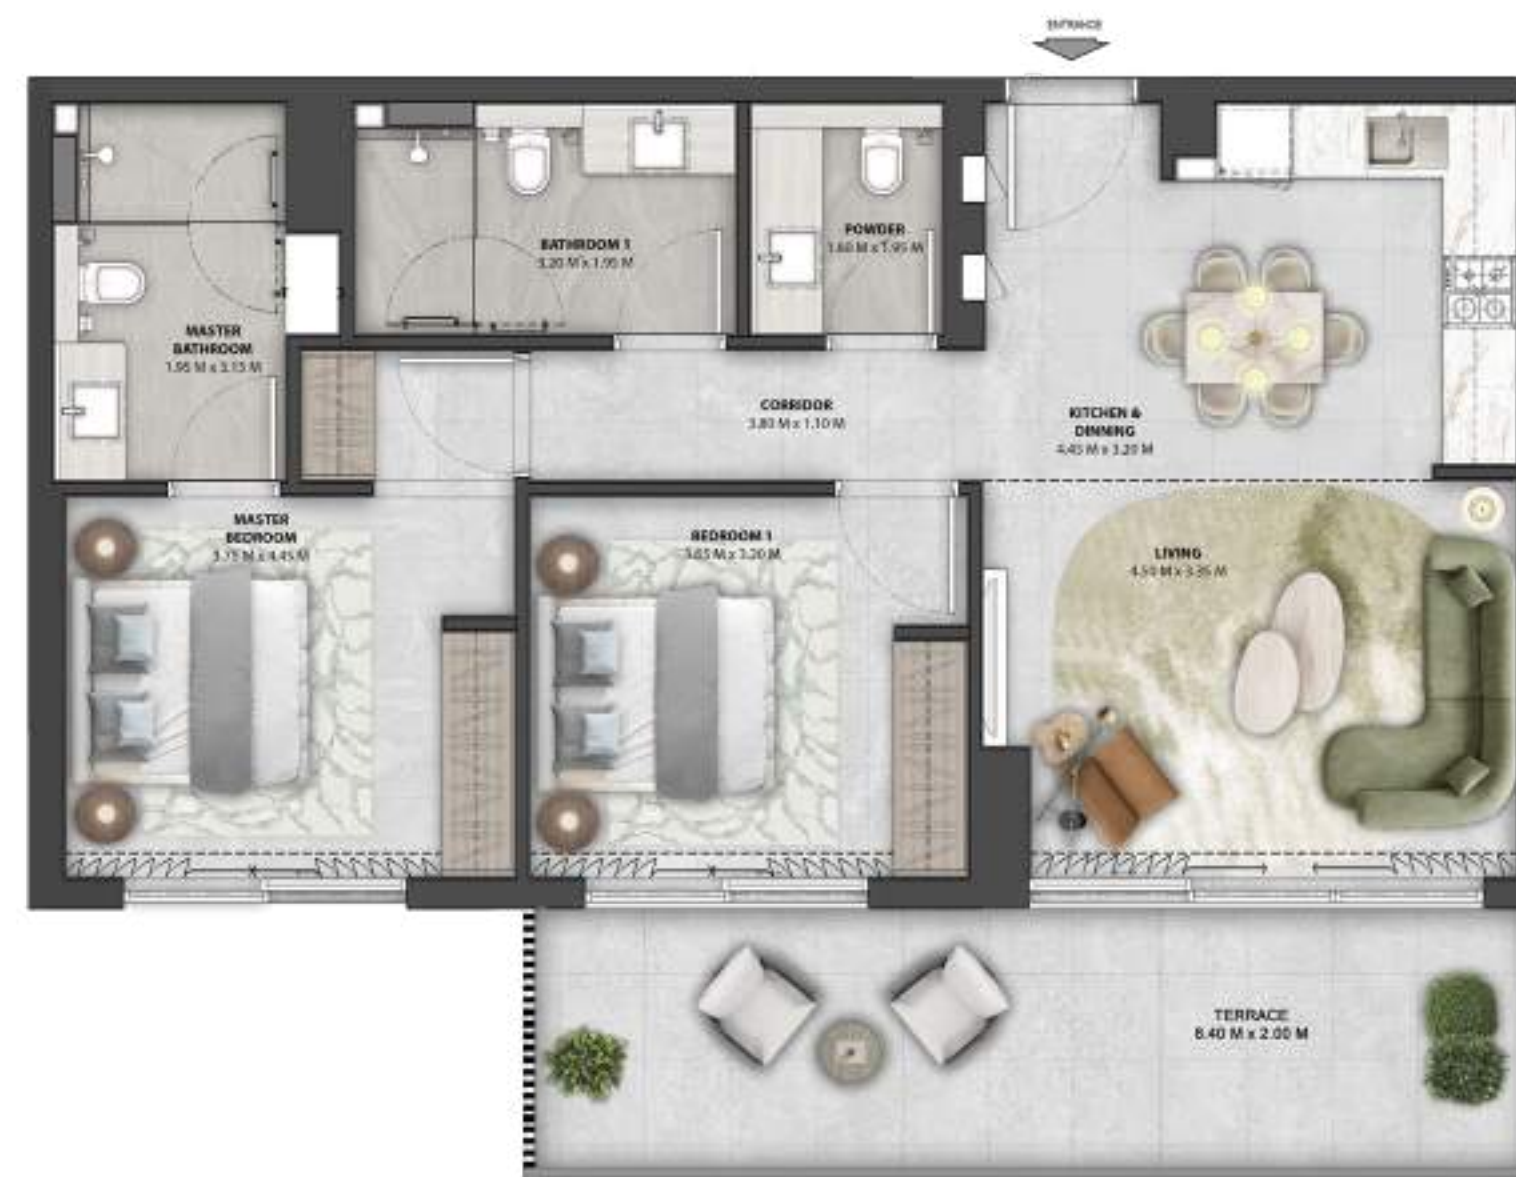 ENTRANCE
BATHROOM 1
3.20 M x 1.95 M
POWDER
1.60 M x 1.95 M
MASTER
BATHROOM
1.95 M x 3.15 M
CORRIDOR
3.80 M x 1.10 M
KITCHEN &
DINNING
4.45 M x 3.20 M
MASTER
BEDROOM
3.75 M x 4.45 M
BEDROOM 1
3.65 M x 3.20 M
LIVING
4.50 M x 3.35 M
TERRACE
8.40 M x 2.00 M